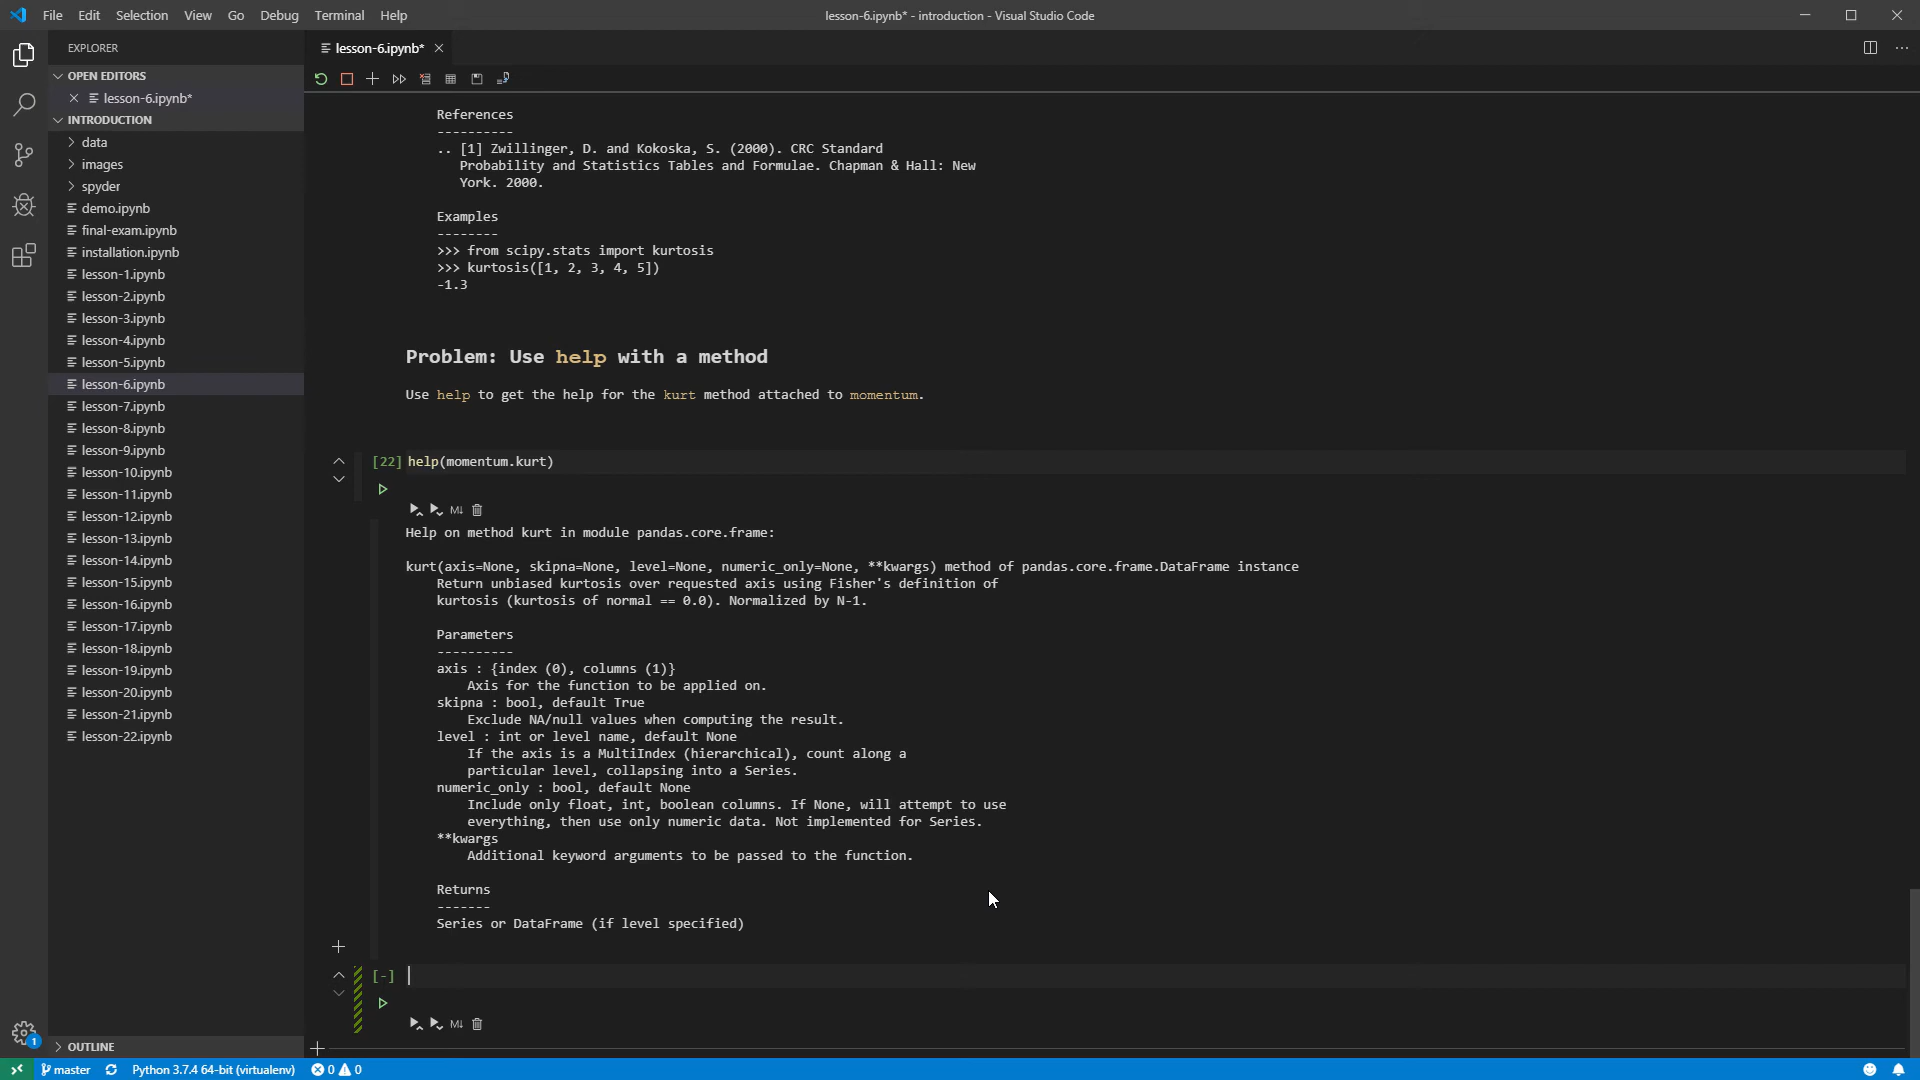 File Edit Selection View Go Debug Terminal Help
lesson-6.ipynb* - introduction - Visual Studio Code
EXPLORER
OPEN EDITORS
lesson-6.ipynb*
INTRODUCTION
data
images
spyder
demo.ipynb
final-exam.ipynb
installation.ipynb
lesson-1.ipynb
lesson-2.ipynb
lesson-3.ipynb
lesson-4.ipynb
lesson-5.ipynb
lesson-6.ipynb
lesson-7.ipynb
lesson-8.ipynb
lesson-9.ipynb
lesson-10.ipynb
lesson-11.ipynb
lesson-12.ipynb
lesson-13.ipynb
lesson-14.ipynb
lesson-15.ipynb
lesson-16.ipynb
lesson-17.ipynb
lesson-18.ipynb
lesson-19.ipynb
lesson-20.ipynb
lesson-21.ipynb
lesson-22.ipynb
OUTLINE
lesson-6.ipynb*
References
----------
.. [1] Zwillinger, D. and Kokoska, S. (2000). CRC Standard
Probability and Statistics Tables and Formulae. Chapman & Hall: New
York. 2000.
Examples
--------
>>> from scipy.stats import kurtosis
>>> kurtosis([1, 2, 3, 4, 5])
-1.3
Problem: Use help with a method
Use help to get the help for the kurt method attached to momentum.
[22] help(momentum.kurt)
M↓
Help on method kurt in module pandas.core.frame:
kurt(axis=None, skipna=None, level=None, numeric_only=None, **kwargs) method of pandas.core.frame.DataFrame instance
Return unbiased kurtosis over requested axis using Fisher's definition of
kurtosis (kurtosis of normal == 0.0). Normalized by N-1.
Parameters
----------
axis : {index (0), columns (1)}
Axis for the function to be applied on.
skipna : bool, default True
Exclude NA/null values when computing the result.
level : int or level name, default None
If the axis is a MultiIndex (hierarchical), count along a
particular level, collapsing into a Series.
numeric_only : bool, default None
Include only float, int, boolean columns. If None, will attempt to use
everything, then use only numeric data. Not implemented for Series.
**kwargs
Additional keyword arguments to be passed to the function.
Returns
-------
Series or DataFrame (if level specified)
[-]
M↓
1
master Python 3.7.4 64-bit (virtualenv) 0 0